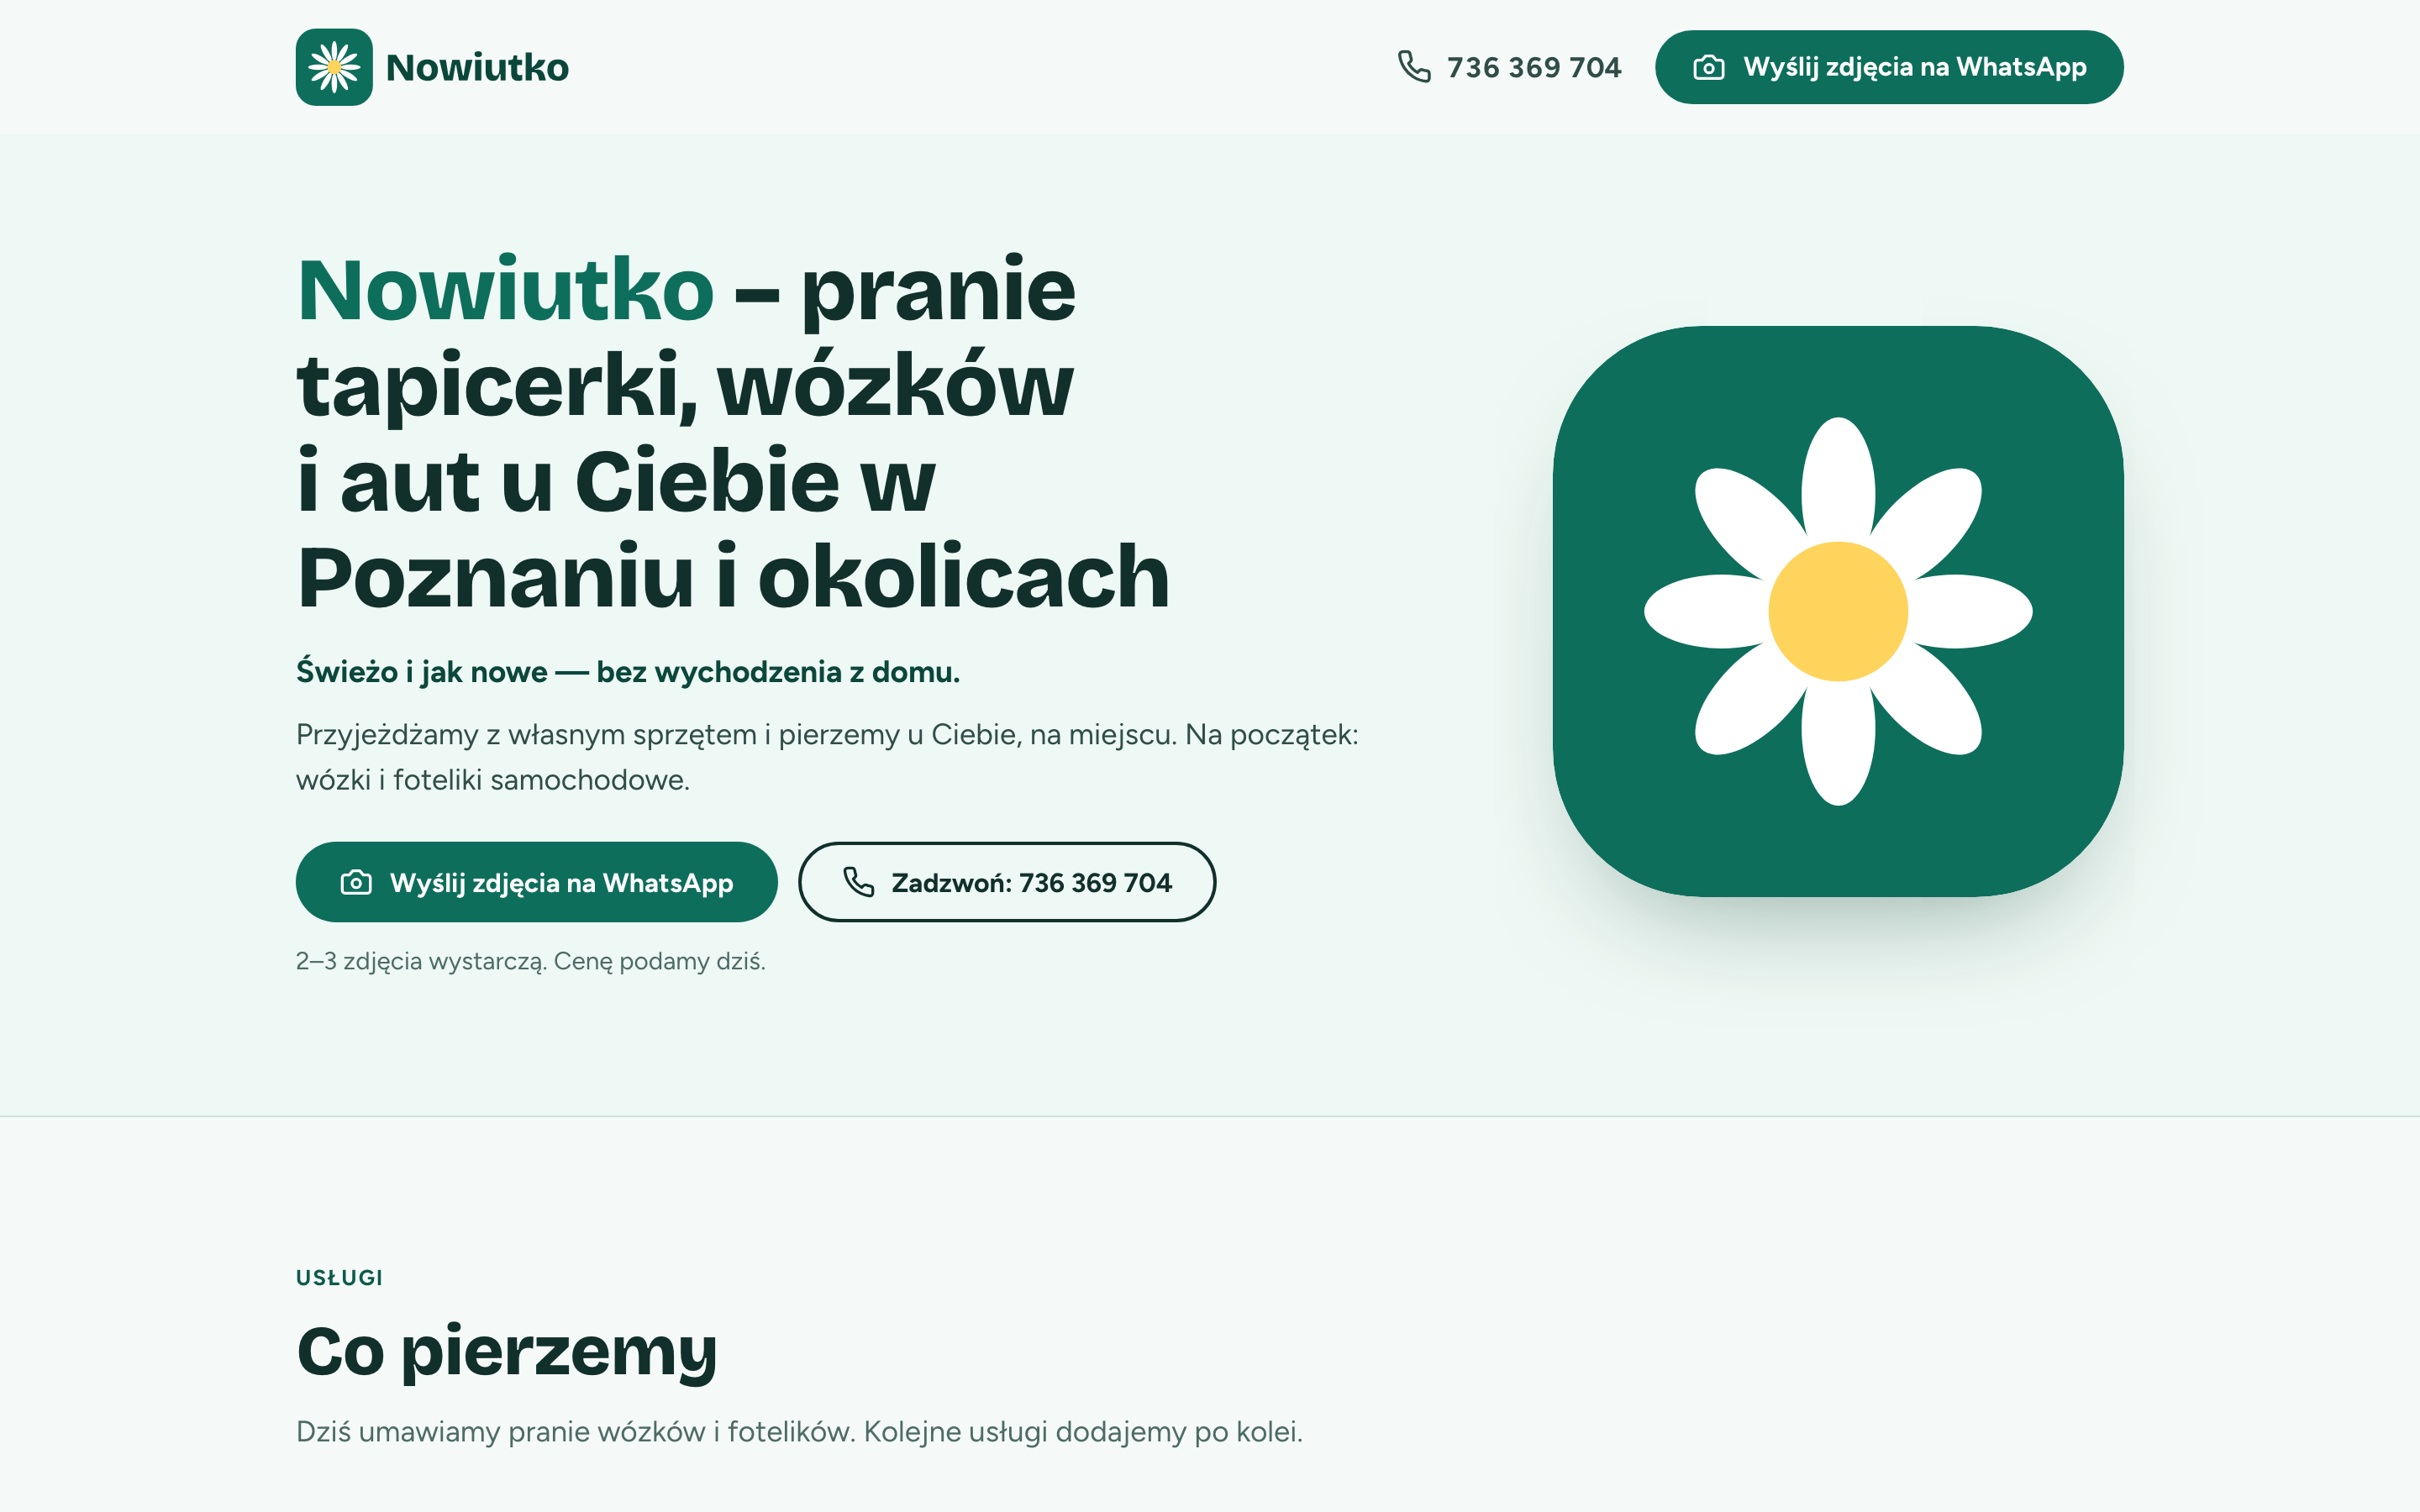 Nowiutko
736 369 704
Wyślij zdjęcia na WhatsApp
Nowiutko – pranie
tapicerki, wózków
i aut u Ciebie w
Poznaniu i okolicach
Świeżo i jak nowe — bez wychodzenia z domu.
Przyjeżdżamy z własnym sprzętem i pierzemy u Ciebie, na miejscu. Na początek:
wózki i foteliki samochodowe.
Wyślij zdjęcia na WhatsApp
Zadzwoń: 736 369 704
2–3 zdjęcia wystarczą. Cenę podamy dziś.
USŁUGI
Co pierzemy
Dziś umawiamy pranie wózków i fotelików. Kolejne usługi dodajemy po kolei.